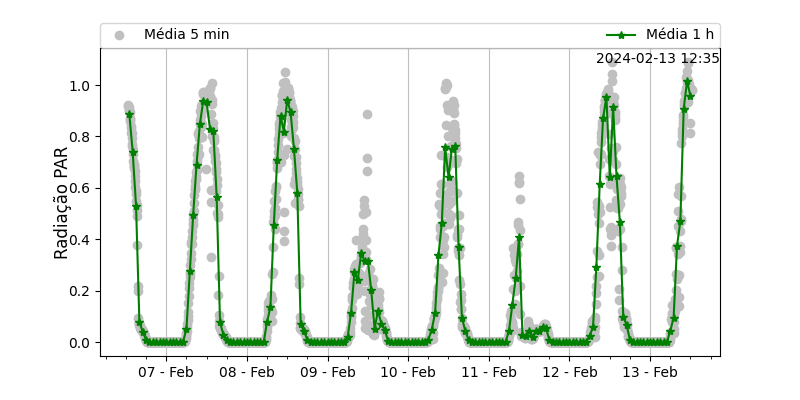 Média 5 min
Média 1 h
2024-02-13 12:35
Radiação PAR
1.0
0.8
0.6
0.4
0.2
0.0
07 - Feb
08 - Feb
09 - Feb
10 - Feb
11 - Feb
12 - Feb
13 - Feb